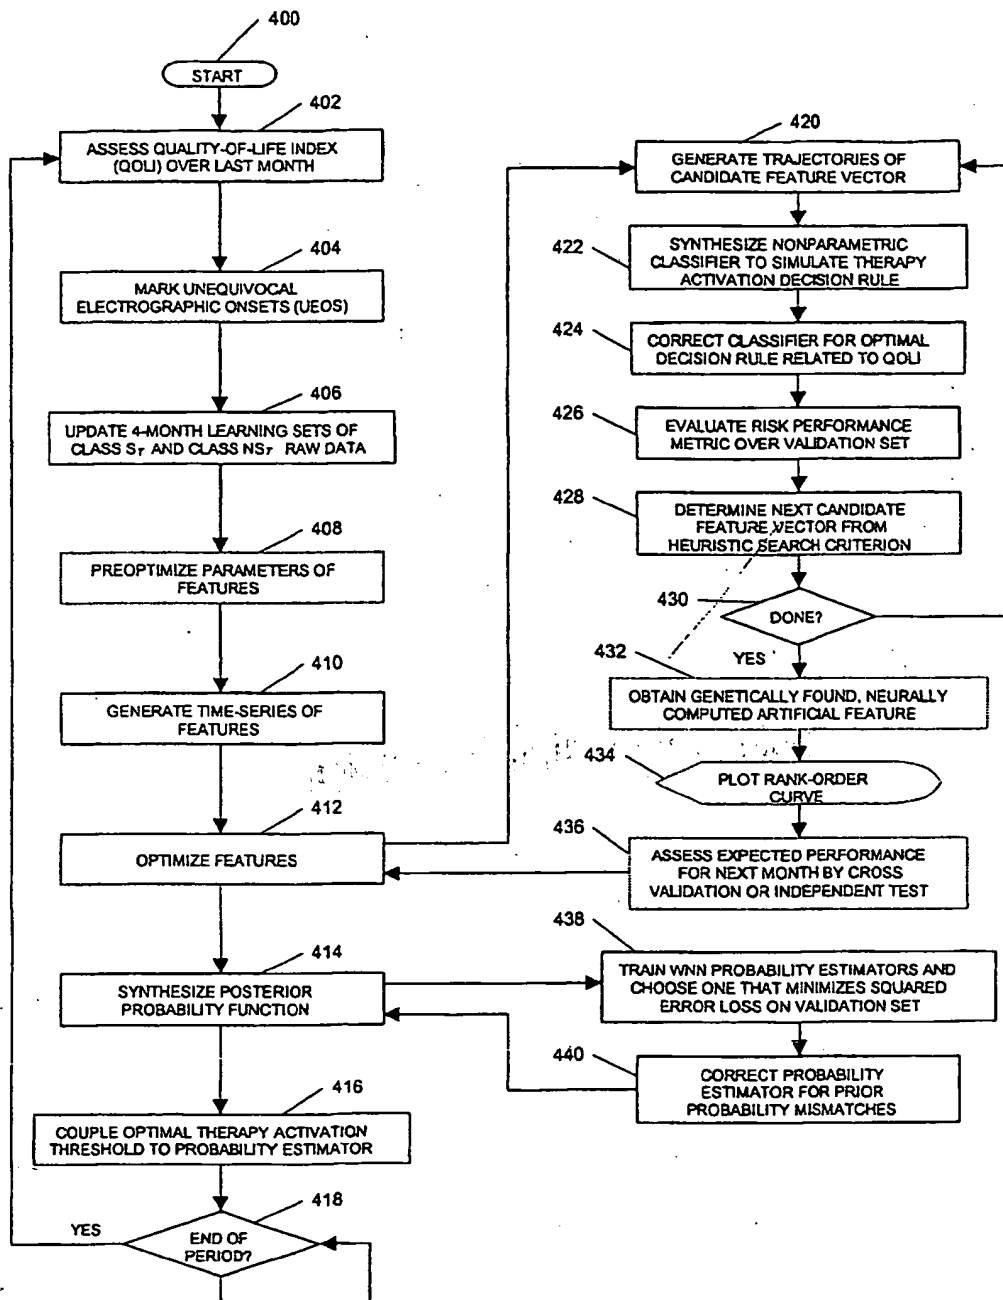 400
START
402
ASSESS QUALITY-OF-LIFE INDEX
(QOLI) OVER LAST MONTH
404
MARK UNEQUIVOCAL
ELECTROGRAPHIC ONSETS (UEOS)
406
UPDATE 4-MONTH LEARNING SETS OF
CLASS Sτ AND CLASS NSτ RAW DATA
408
PREOPTIMIZE PARAMETERS OF
FEATURES
410
GENERATE TIME-SERIES OF
FEATURES
412
OPTIMIZE FEATURES
414
SYNTHESIZE POSTERIOR
PROBABILITY FUNCTION
416
COUPLE OPTIMAL THERAPY ACTIVATION
THRESHOLD TO PROBABILITY ESTIMATOR
418
YES
END OF
PERIOD?
420
GENERATE TRAJECTORIES OF
CANDIDATE FEATURE VECTOR
422
SYNTHESIZE NONPARAMETRIC
CLASSIFIER TO SIMULATE THERAPY
ACTIVATION DECISION RULE
424
CORRECT CLASSIFIER FOR OPTIMAL
DECISION RULE RELATED TO QOLI
426
EVALUATE RISK PERFORMANCE
METRIC OVER VALIDATION SET
428
DETERMINE NEXT CANDIDATE
FEATURE VECTOR FROM
HEURISTIC SEARCH CRITERION
430
DONE?
YES
432
OBTAIN GENETICALLY FOUND, NEURALLY
COMPUTED ARTIFICIAL FEATURE
434
PLOT RANK-ORDER
CURVE
436
ASSESS EXPECTED PERFORMANCE
FOR NEXT MONTH BY CROSS
VALIDATION OR INDEPENDENT TEST
438
TRAIN WNN PROBABILITY ESTIMATORS AND
CHOOSE ONE THAT MINIMIZES SQUARED
ERROR LOSS ON VALIDATION SET
440
CORRECT PROBABILITY
ESTIMATOR FOR PRIOR
PROBABILITY MISMATCHES